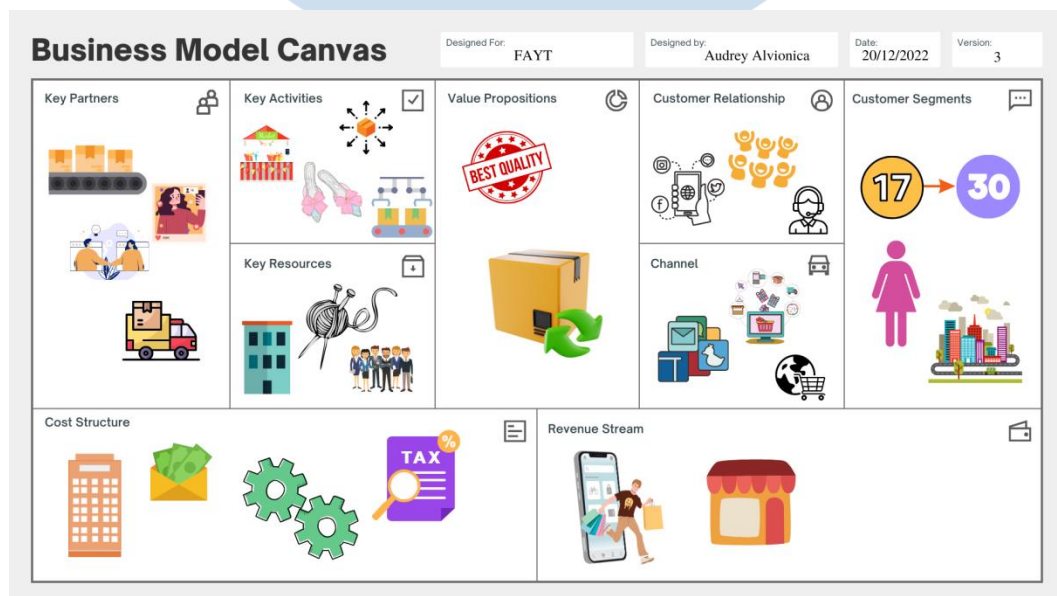 Business Model Canvas
Designed For:
FAYT
Designed by:
Audrey Alvionica
Date:
20/12/2022
Version:
3
Key Partners
Key Activities
Value Propositions
Customer Relationship
Customer Segments
BEST QUALITY
17
30
Key Resources
Channel
T
Cost Structure
Revenue Stream
TAX
%